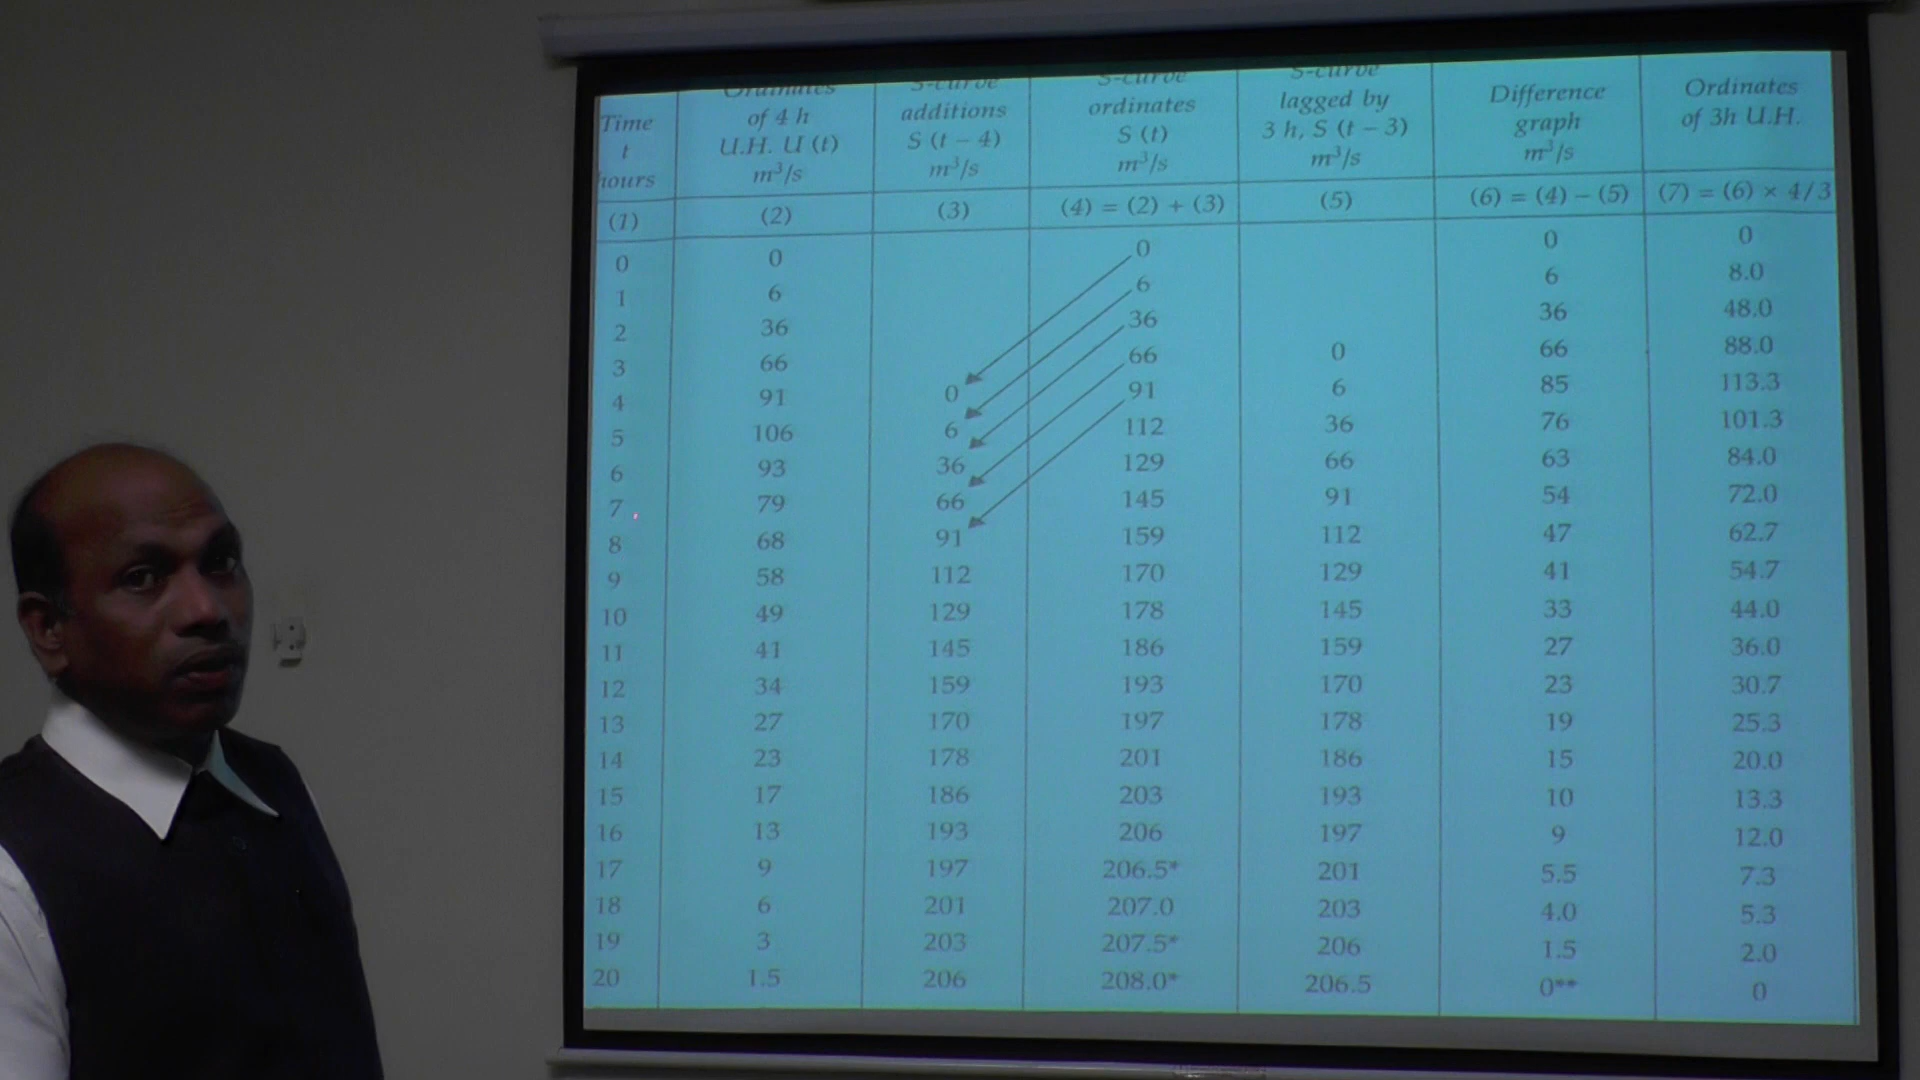 Time
t
hours
Ordinates
of 4 h
U.H. U (t)
m³/s
S-curve
additions
S (t – 4)
m³/s
S-curve
ordinates
S (t)
m³/s
S-curve
lagged by
3 h, S (t – 3)
m³/s
Difference
graph
m³/s
Ordinates
of 3h U.H.
(1) (2) (3) (4) = (2) + (3) (5) (6) = (4) – (5) (7) = (6) × 4/3
0 0 0 0 0
1 6 6 6 8.0
2 36 36 36 48.0
3 66 66 0 66 88.0
4 91 0 91 6 85 113.3
5 106 6 112 36 76 101.3
6 93 36 129 66 63 84.0
7 79 66 145 91 54 72.0
8 68 91 159 112 47 62.7
9 58 112 170 129 41 54.7
10 49 129 178 145 33 44.0
11 41 145 186 159 27 36.0
12 34 159 193 170 23 30.7
13 27 170 197 178 19 25.3
14 23 178 201 186 15 20.0
15 17 186 203 193 10 13.3
16 13 193 206 197 9 12.0
17 9 197 206.5* 201 5.5 7.3
18 6 201 207.0 203 4.0 5.3
19 3 203 207.5* 206 1.5 2.0
20 1.5 206 208.0* 206.5 0** 0